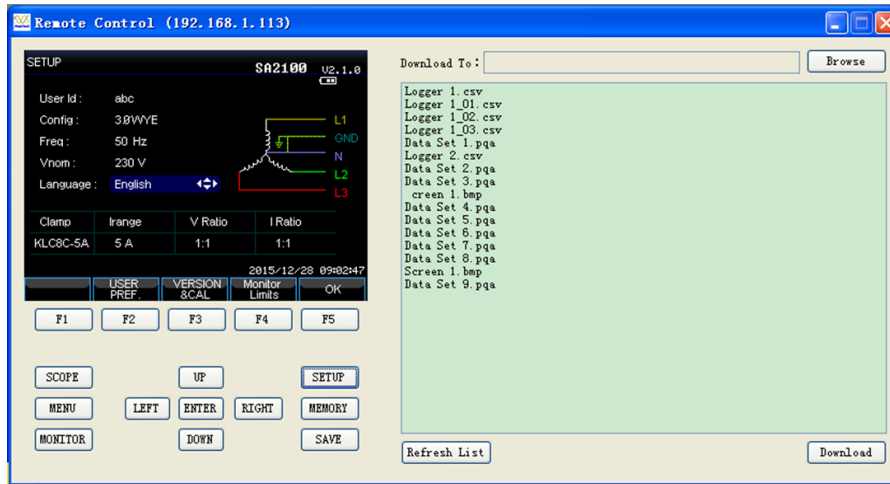 Remote Control (192.168.1.113)
SETUP
SA2100 V2.1.0
User Id : abc
Config : 3ØWYE
Freq : 50 Hz
Vnom : 230 V
Language : English
L1
GND
N
L2
L3
Clamp Irange V Ratio I Ratio
KLC8C-5A 5 A 1:1 1:1
2015/12/28 09:02:47
USER PREF. VERSION &CAL Monitor Limits OK
F1 F2 F3 F4 F5
SCOPE UP SETUP
MENU LEFT ENTER RIGHT MEMORY
MONITOR DOWN SAVE
Download To: Browse
Logger 1.csv
Logger 1_01.csv
Logger 1_02.csv
Logger 1_03.csv
Data Set 1.pqa
Logger 2.csv
Data Set 2.pqa
Data Set 3.pqa
creen 1.bmp
Data Set 4.pqa
Data Set 5.pqa
Data Set 6.pqa
Data Set 7.pqa
Data Set 8.pqa
Screen 1.bmp
Data Set 9.pqa
Refresh List Download